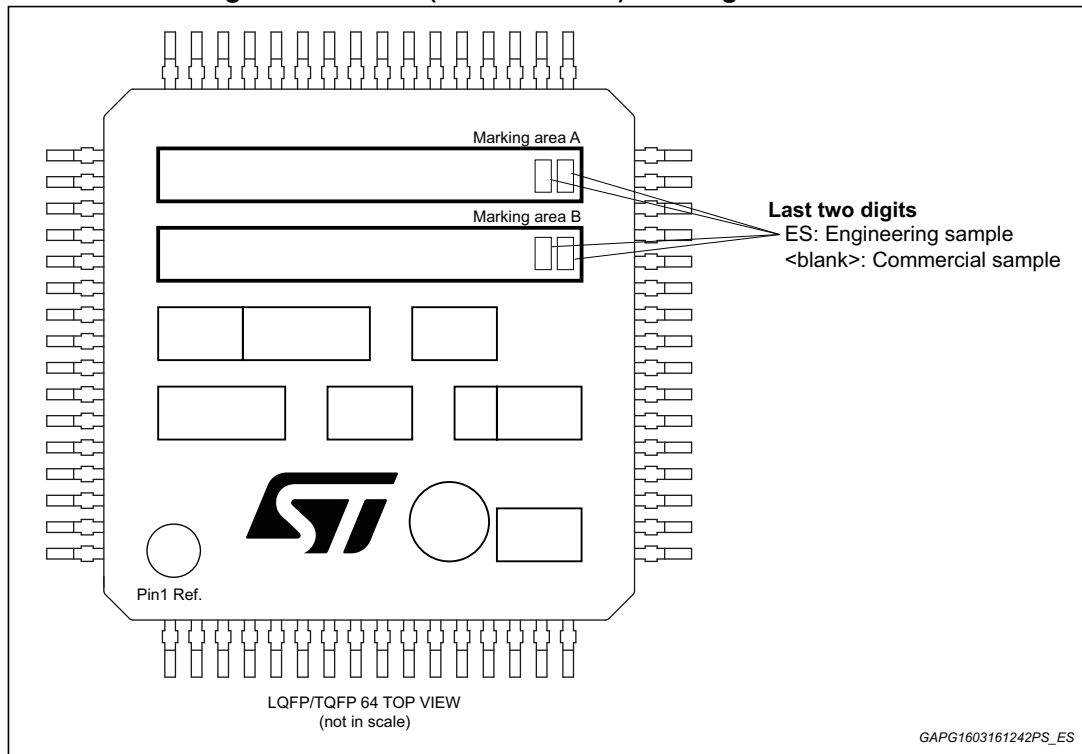 Marking area A
Marking area B
Last two digits
ES: Engineering sample
<blank>: Commercial sample
ST
Pin1 Ref.
LQFP/TQFP 64 TOP VIEW
(not in scale)
GAPG1603161242PS_ES